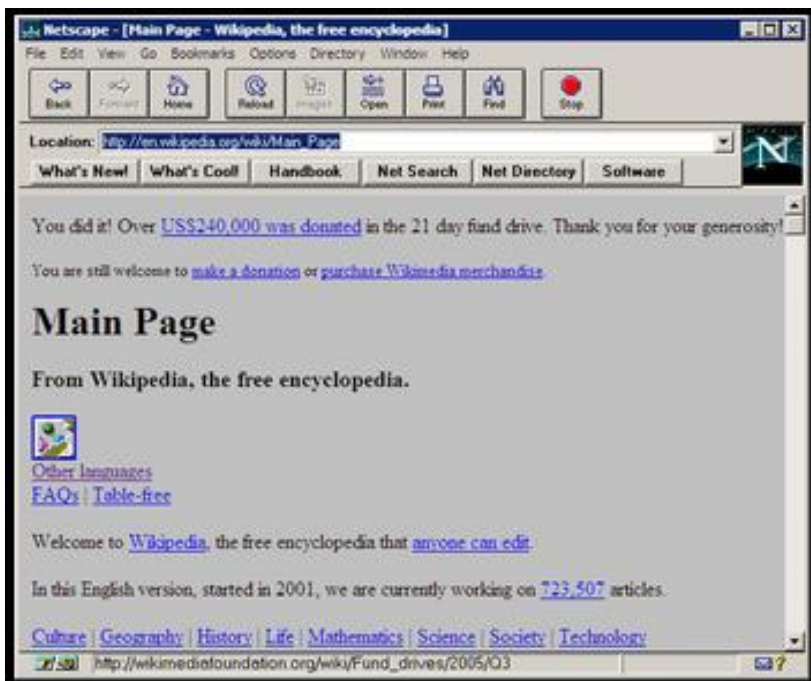 Netscape - [Main Page - Wikipedia, the free encyclopedia]
File Edit View Go Bookmarks Options Directory Window Help
Back Forward Home Reload Images Open Print Find Stop
Location: http://en.wikipedia.org/wiki/Main_Page
N
What's New! What's Cool! Handbook Net Search Net Directory Software
You did it! Over US$240,000 was donated in the 21 day fund drive. Thank you for your generosity!
You are still welcome to make a donation or purchase Wikimedia merchandise.
Main Page
From Wikipedia, the free encyclopedia.
Other languages
FAQs | Table-free
Welcome to Wikipedia, the free encyclopedia that anyone can edit.
In this English version, started in 2001, we are currently working on 723,507 articles.
Culture | Geography | History | Life | Mathematics | Science | Society | Technology
http://wikimediafoundation.org/wiki/Fund_drives/2005/Q3